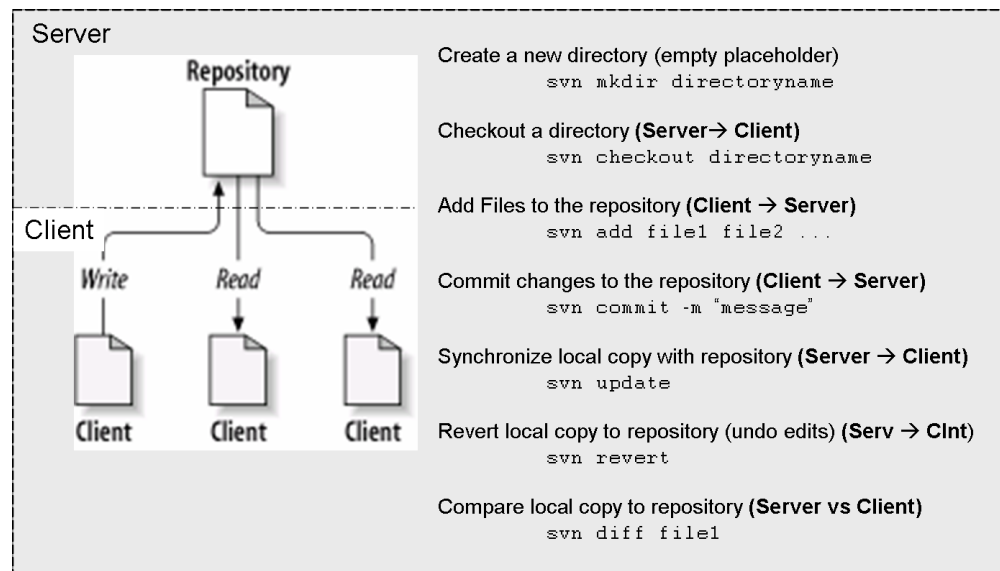 Server
Repository
Client
Write
Read
Read
Client
Client
Client
Create a new directory (empty placeholder)
svn mkdir directoryname
Checkout a directory (Server→ Client)
svn checkout directoryname
Add Files to the repository (Client → Server)
svn add file1 file2 ...
Commit changes to the repository (Client → Server)
svn commit -m “message”
Synchronize local copy with repository (Server → Client)
svn update
Revert local copy to repository (undo edits) (Serv → Clnt)
svn revert
Compare local copy to repository (Server vs Client)
svn diff file1